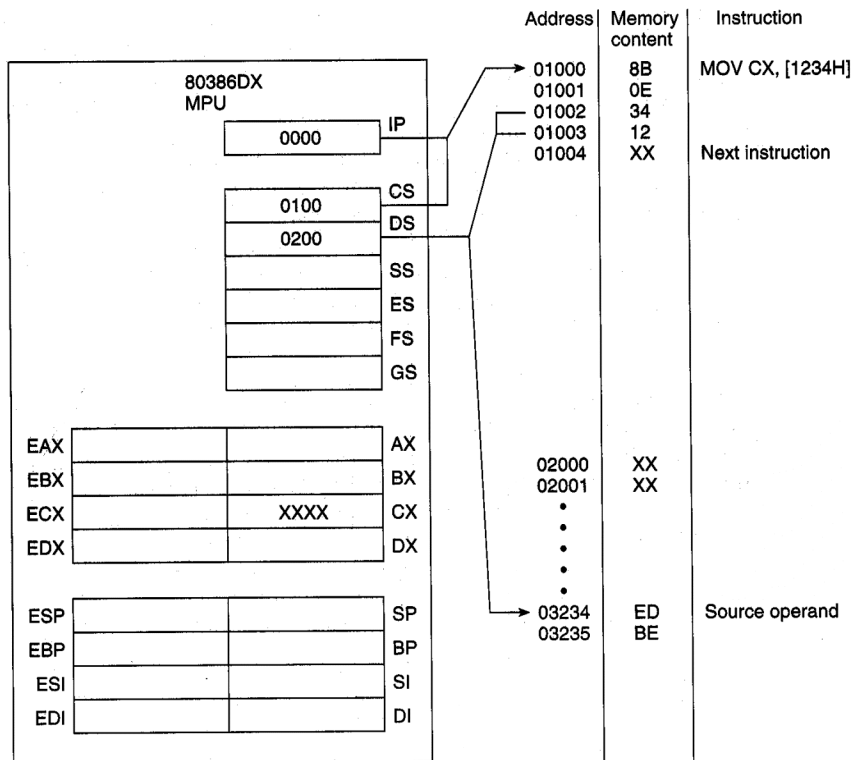 Address Memory content Instruction
80386DX
MPU
01000 8B MOV CX, [1234H]
01001 0E
IP
0000
01002 34
01003 12
01004 XX Next instruction
CS
0100
DS
0200
SS
ES
FS
GS
EAX AX
EBX BX
ECX XXXX CX
EDX DX
02000 XX
02001 XX
ESP SP
EBP BP
ESI SI
EDI DI
03234 ED Source operand
03235 BE